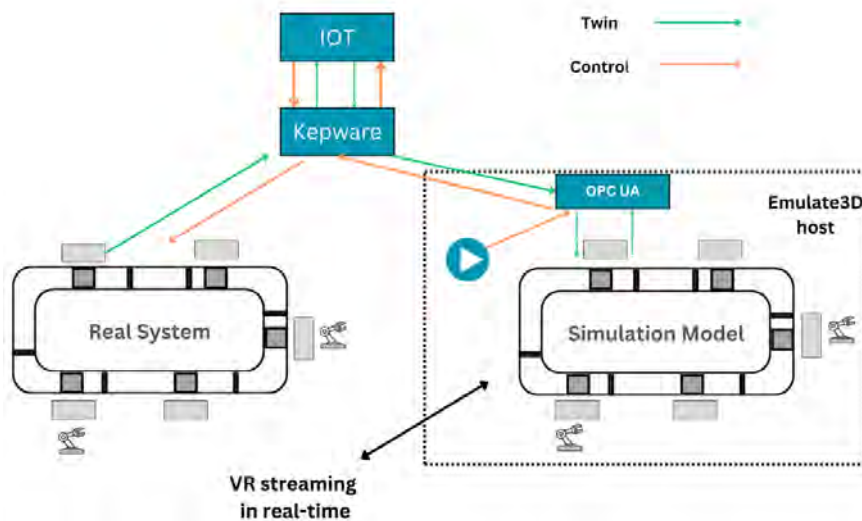 IOT
Twin
Control
Kepware
OPC UA
Emulate3D
host
Real System
Simulation Model
VR streaming
in real-time